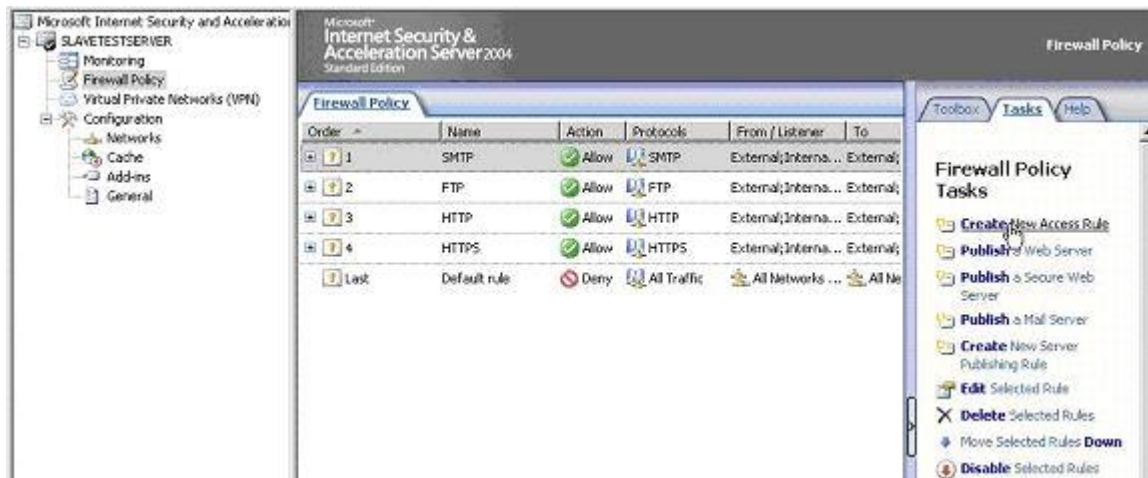 Microsoft Internet Security and Acceleration
SLAVETESTSERVER
Monitoring
Firewall Policy
Virtual Private Networks (VPN)
Configuration
Networks
Cache
Add-ins
General
Microsoft
Internet Security &
Acceleration Server 2004
Standard Edition
Firewall Policy
Firewall Policy
Order Name Action Protocols From / Listener To
1 SMTP Allow SMTP External;Interna... External;
2 FTP Allow FTP External;Interna... External;
3 HTTP Allow HTTP External;Interna... External;
4 HTTPS Allow HTTPS External;Interna... External;
Last Default rule Deny All Traffic All Networks ... All Ne
Toolbox Tasks Help
Firewall Policy
Tasks
Create New Access Rule
Publish a Web Server
Publish a Secure Web
Server
Publish a Mail Server
Create New Server
Publishing Rule
Edit Selected Rule
Delete Selected Rules
Move Selected Rules Down
Disable Selected Rules